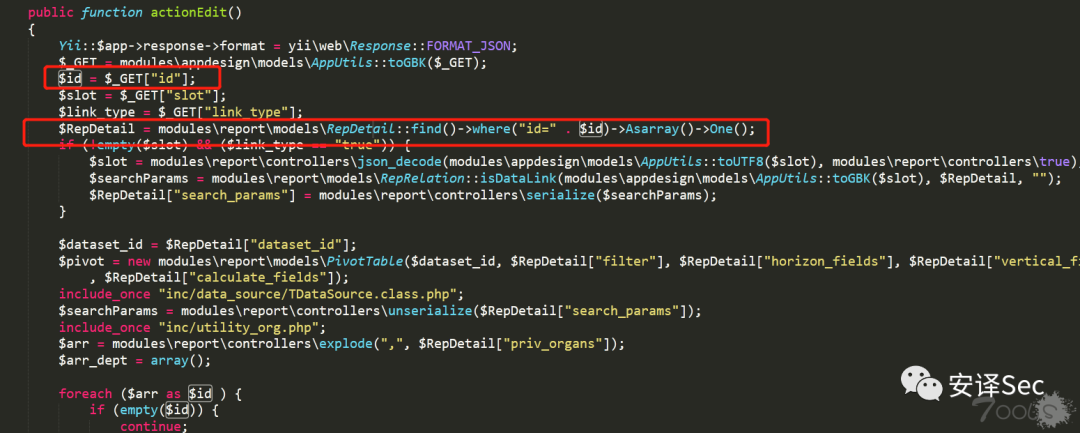 public function actionEdit()
{
Yii::$app->response->format = yii\web\Response::FORMAT_JSON;
$_GET = modules\appdesign\models\AppUtils::toGBK($_GET);
$id = $_GET["id"];
$slot = $_GET["slot"];
$link_type = $_GET["link_type"];
$RepDetail = modules\report\models\RepDetail::find()->where("id=" . $id)->Asarray()->One();
if (!empty($slot) && ($link_type == "true")) {
$slot = modules\report\controllers\json_decode(modules\appdesign\models\AppUtils::toUTF8($slot), modules\report\controllers\true);
$searchParams = modules\report\models\RepRelation::isDataLink(modules\appdesign\models\AppUtils::toGBK($slot), $RepDetail, "");
$RepDetail["search_params"] = modules\report\controllers\serialize($searchParams);
}
$dataset_id = $RepDetail["dataset_id"];
$pivot = new modules\report\models\PivotTable($dataset_id, $RepDetail["filter"], $RepDetail["horizon_fields"], $RepDetail["vertical_fi
, $RepDetail["calculate_fields"]);
include_once "inc/data_source/TDataSource.class.php";
$searchParams = modules\report\controllers\unserialize($RepDetail["search_params"]);
include_once "inc/utility_org.php";
$arr = modules\report\controllers\explode(",", $RepDetail["priv_organs"]);
$arr_dept = array();
foreach ($arr as $id ) {
if (empty($id)) {
continue;
安译Sec
7ools